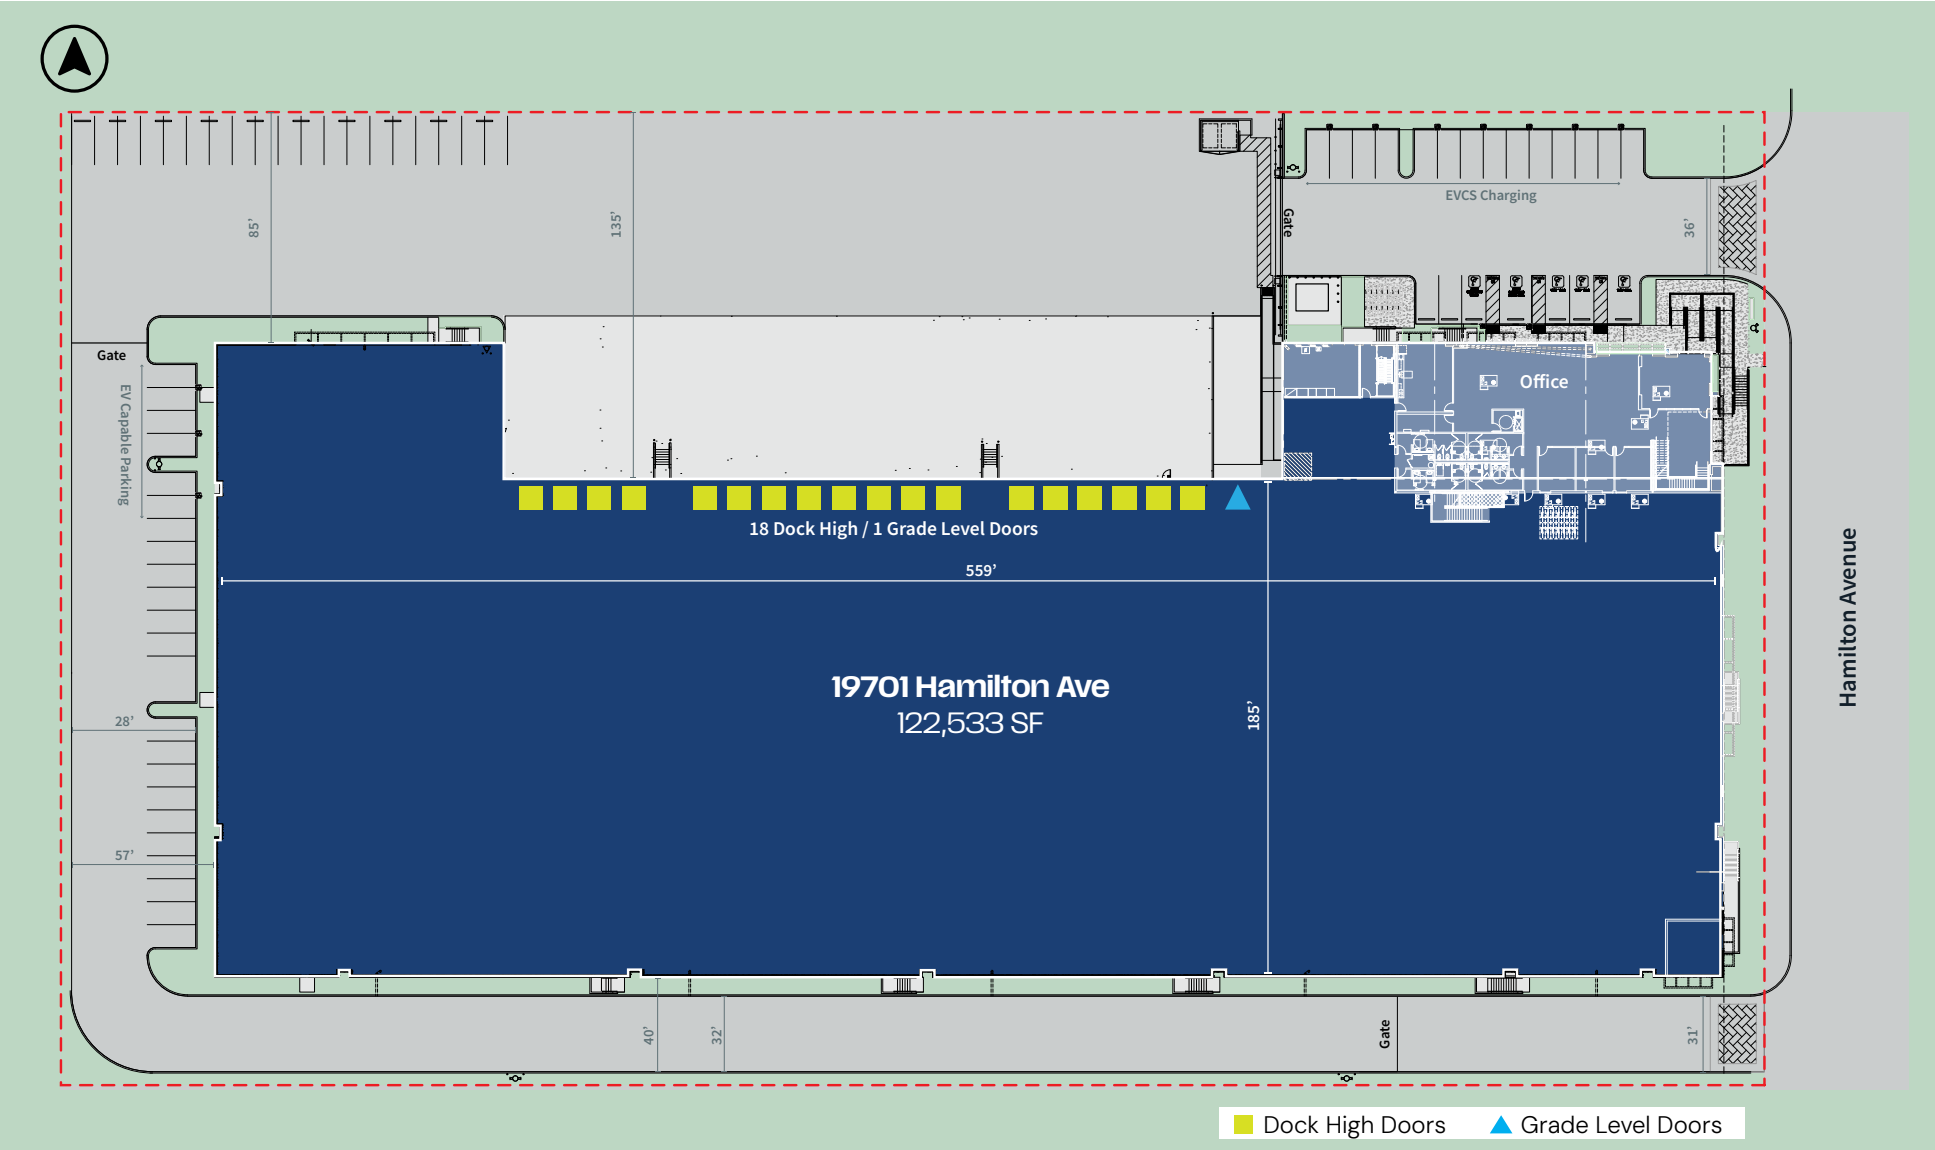 EVCS Charging
Gate
85’
135’
36’
Gate
EV Capable Parking
Office
18 Dock High / 1 Grade Level Doors
559’
19701 Hamilton Ave
122,533 SF
185’
Hamilton Avenue
28’
57’
40’
32’
Gate
31’
Dock High Doors
Grade Level Doors